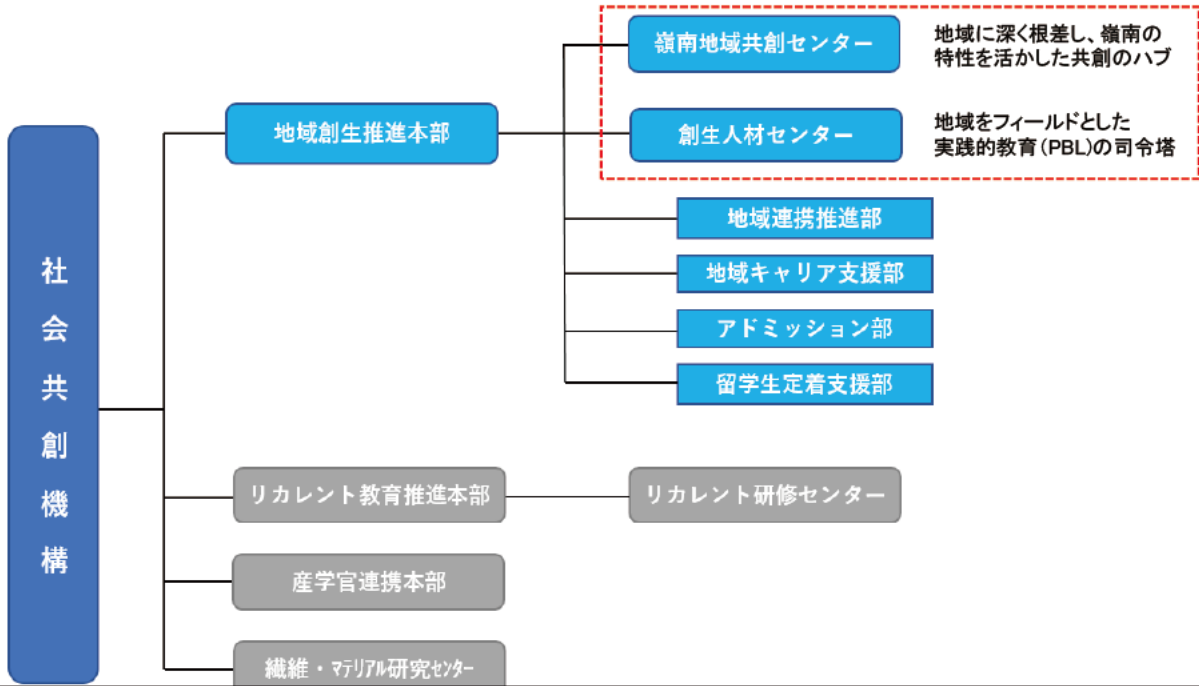 社会共創機構
地域創生推進本部
嶺南地域共創センター
地域に深く根差し、嶺南の
特性を活かした共創のハブ
創生人材センター
地域をフィールドとした
実践的教育(PBL)の司令塔
地域連携推進部
地域キャリア支援部
アドミッション部
留学生定着支援部
リカレント教育推進本部
リカレント研修センター
産学官連携本部
繊維・マテリアル研究センター